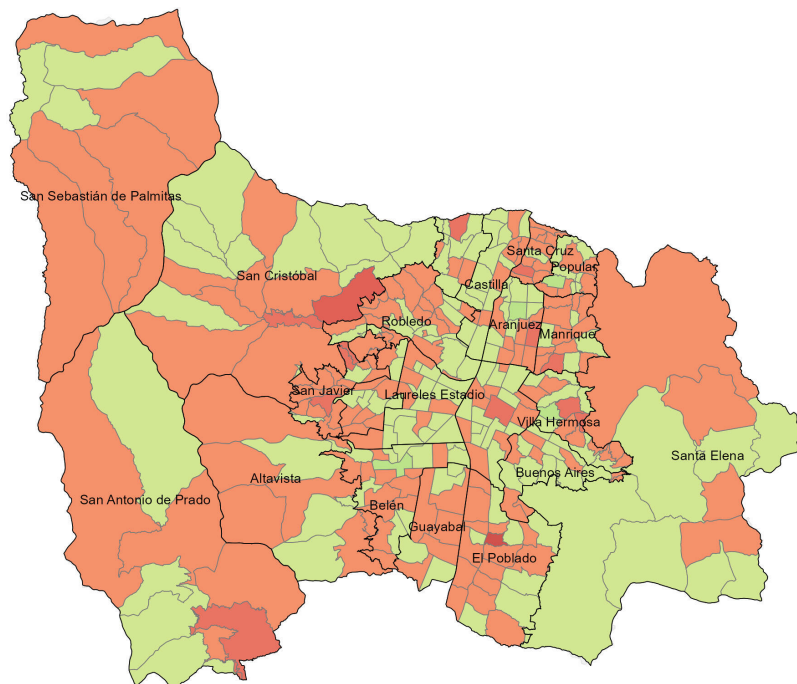 San Sebastián de Palmitas
San Cristóbal
Santa Cruz
Popular
Castilla
Robledo
Aranjuez
Manrique
San Javier
Laureles Estadio
Villa Hermosa
Santa Elena
Buenos Aires
Altavista
San Antonio de Prado
Belén
Guayabal
El Poblado